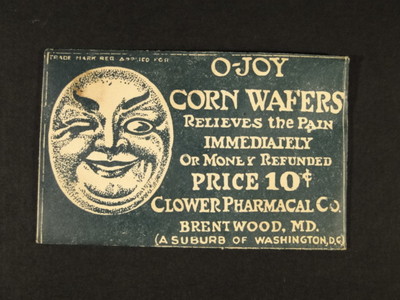 TRADE MARK REG APPLIED FOR
O-JOY
CORN WAFERS
RELIEVES the PAIN
IMMEDIATELY
OR MONEY REFUNDED
PRICE 10¢
CLOWER PHARMACAL CO.
BRENTWOOD, MD.
(A SUBURB OF WASHINGTON, D.C)